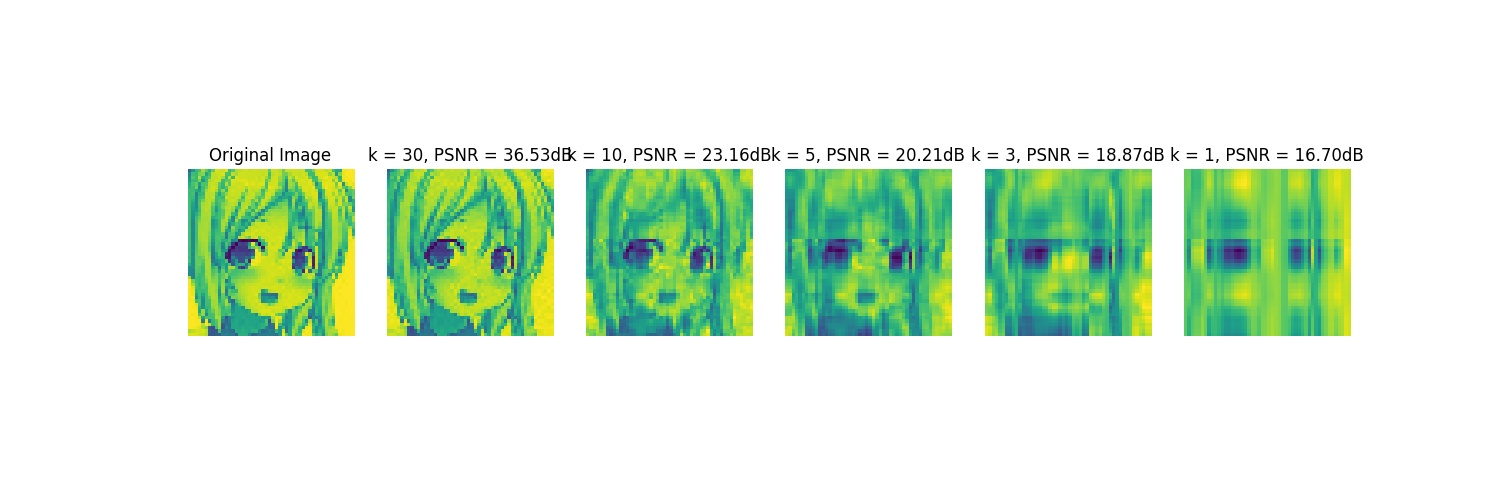 Original Image
k = 30, PSNR = 36.53dB
k = 10, PSNR = 23.16dB
k = 5, PSNR = 20.21dB
k = 3, PSNR = 18.87dB
k = 1, PSNR = 16.70dB